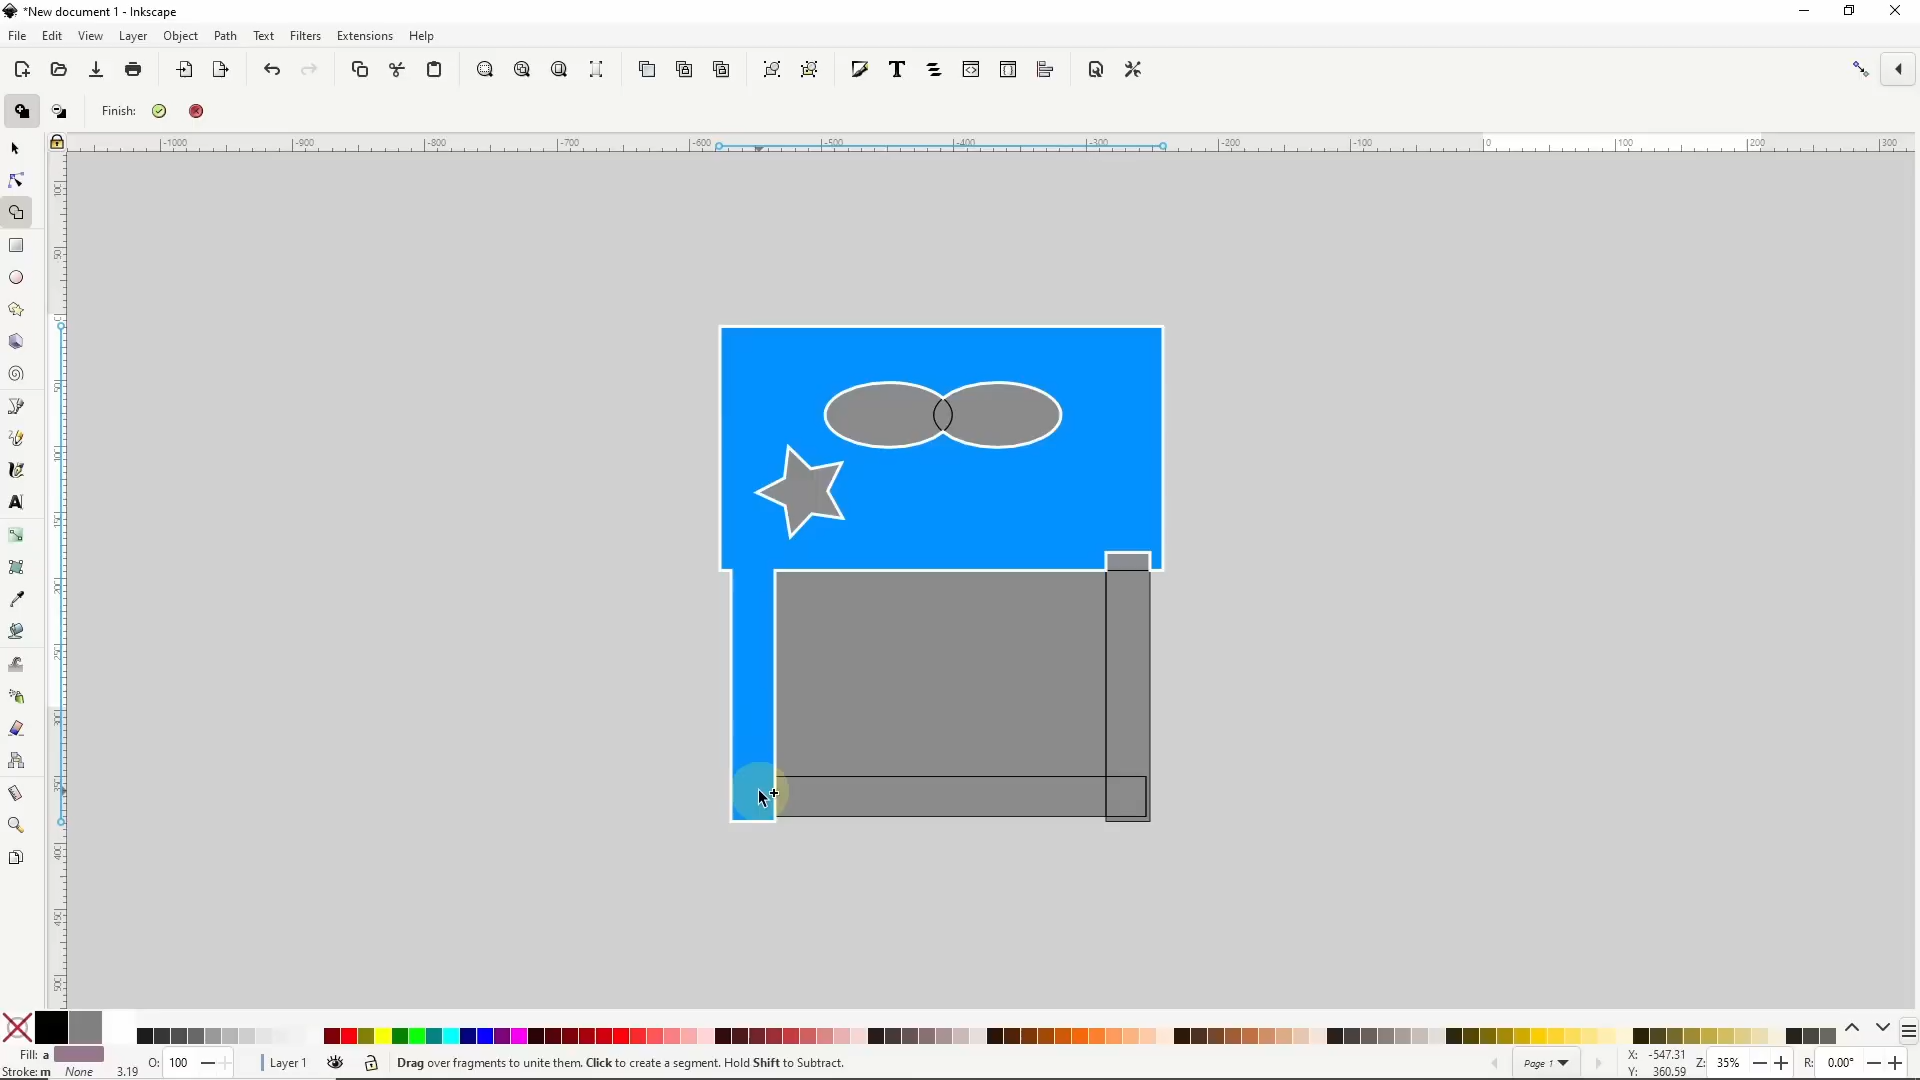 *New document 1 - Inkscape
File Edit View Layer Object Path Text Filters Extensions Help
Finish:
-1000 -900 -800 -700 -600 -500 -400 -300 -200 -100 0 100 200 300
Fill: a
Stroke: m None 3.19
O: 100
Layer 1
Drag over fragments to unite them. Click to create a segment. Hold Shift to Subtract.
Page 1
X: -547.31
Y: 360.59
Z: 35%
R: 0.00°